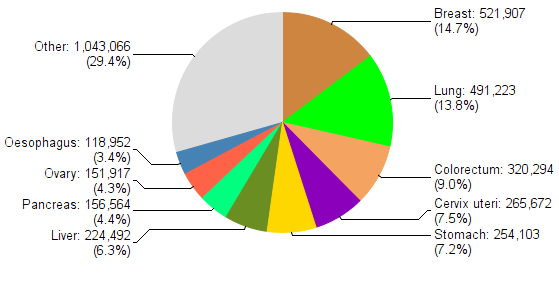 Breast: 521,907
(14.7%)
Lung: 491,223
(13.8%)
Colorectum: 320,294
(9.0%)
Cervix uteri: 265,672
(7.5%)
Stomach: 254,103
(7.2%)
Liver: 224,492
(6.3%)
Pancreas: 156,564
(4.4%)
Ovary: 151,917
(4.3%)
Oesophagus: 118,952
(3.4%)
Other: 1,043,066
(29.4%)